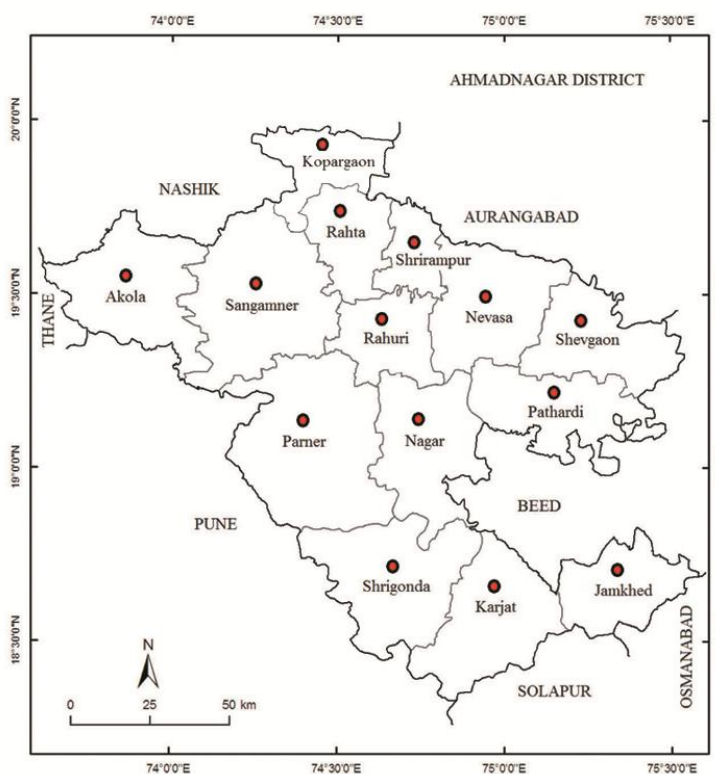 74°0'0"E 74°30'0"E 75°0'0"E 75°30'0"E
AHMADNAGAR DISTRICT
20°0'0"N
Kopargaon
NASHIK
AURANGABAD
Rahta
Shrirampur
Akola
Sangamner
Nevasa
19°30'0"N
THANE
Rahuri
Shevgaon
Pathardi
Parner
Nagar
19°0'0"N
BEED
PUNE
Shrigonda
Karjat
Jamkhed
18°30'0"N
N
OSMANABAD
SOLAPUR
0 25 50 km
74°0'0"E 74°30'0"E 75°0'0"E 75°30'0"E